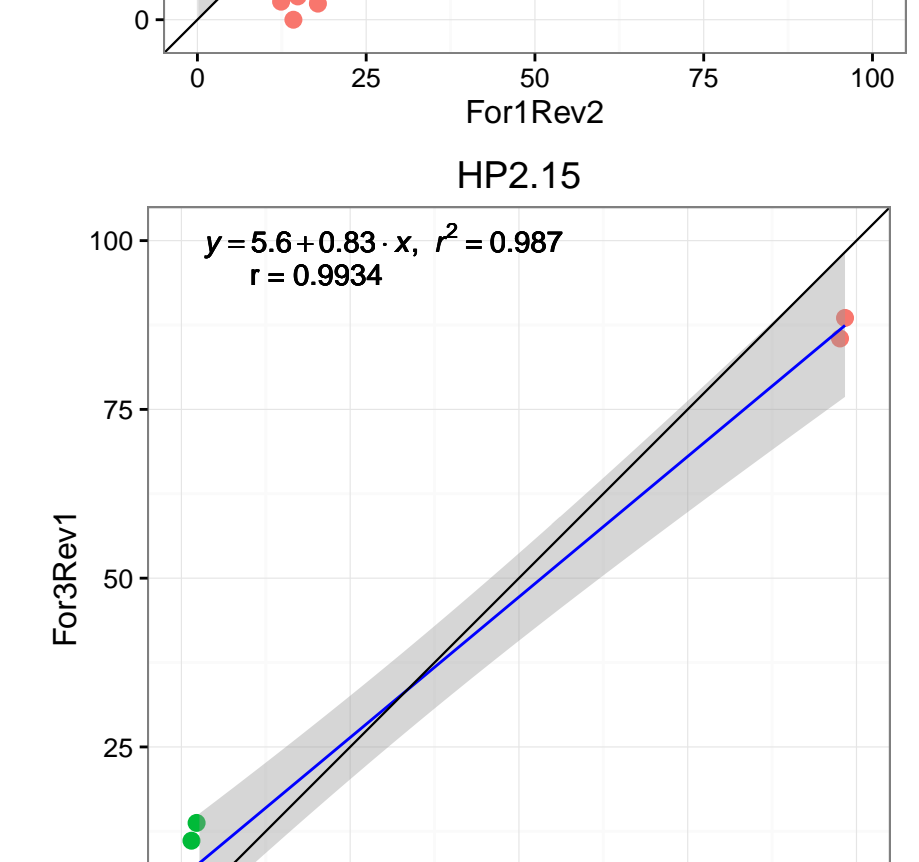 0
0 25 50 75 100
For1Rev2
HP2.15
100
y = 5.6 + 0.83 · x, r² = 0.987
r = 0.9934
75
50
25
For3Rev1